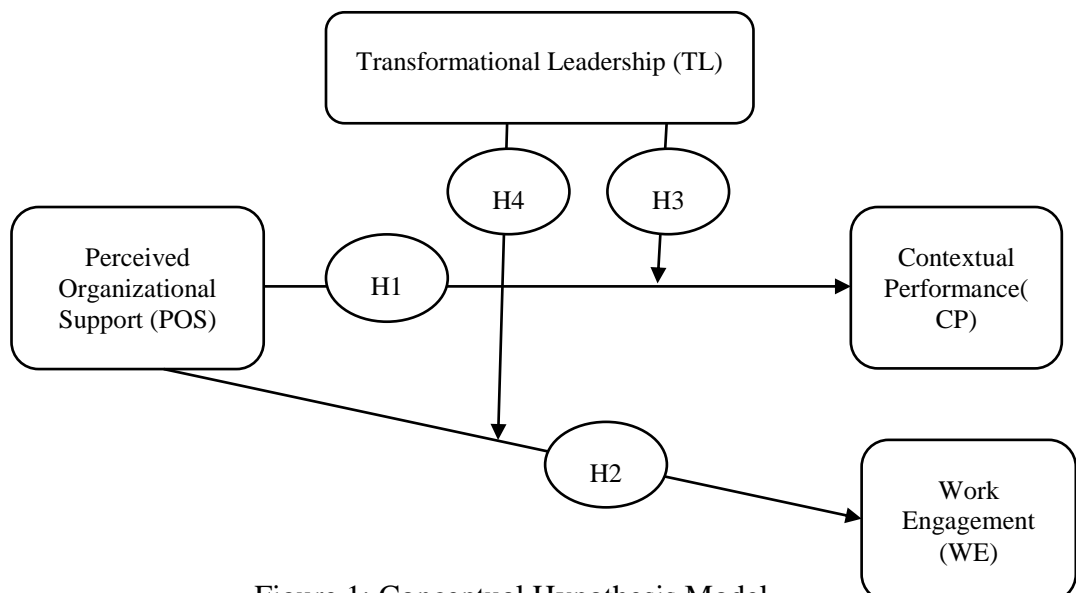 Transformational Leadership (TL)
H4
H3
Perceived
Organizational
Support (POS)
H1
Contextual
Performance(
CP)
H2
Work
Engagement
(WE)
Figure 1: Conceptual Hypothesis Model